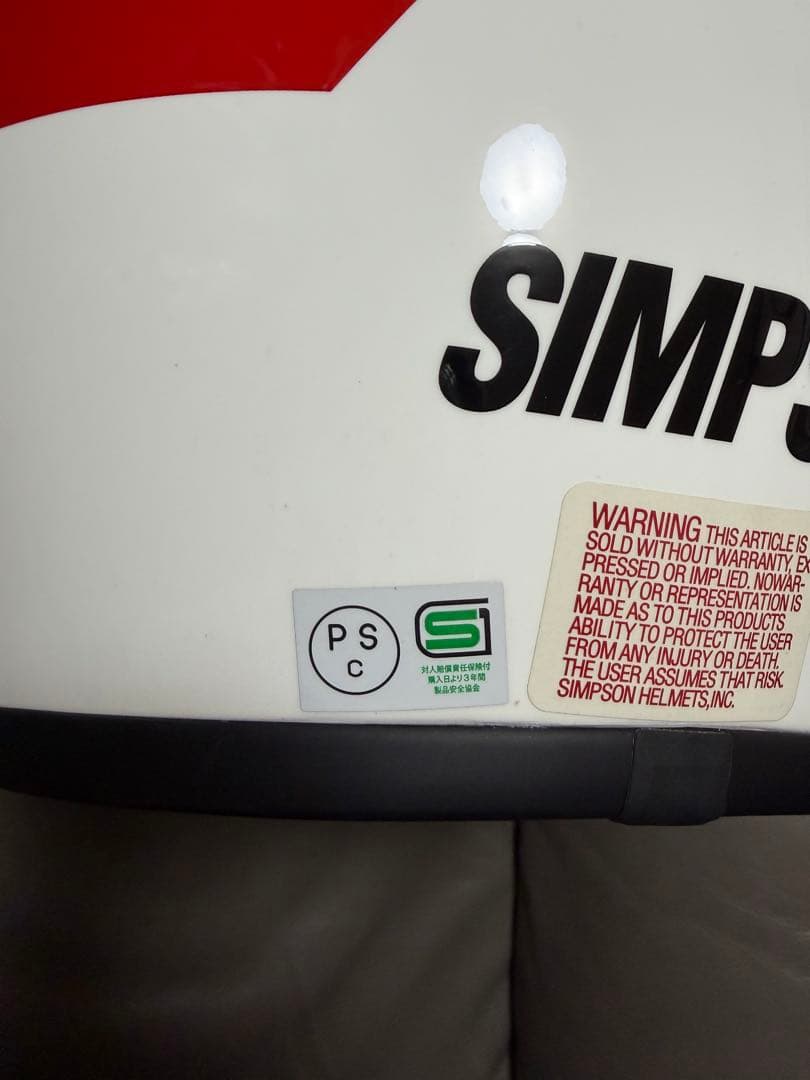 SIMPS
WARNING THIS ARTICLE IS
SOLD WITHOUT WARRANTY, EX
PRESSED OR IMPLIED. NOWAR-
RANTY OR REPRESENTATION IS
MADE AS TO THIS PRODUCTS
ABILITY TO PROTECT THE USER
FROM ANY INJURY OR DEATH.
THE USER ASSUMES THAT RISK.
SIMPSON HELMETS,INC.
PS
C
SG
対人賠償責任保険付
購入日より3年間
製品安全協会